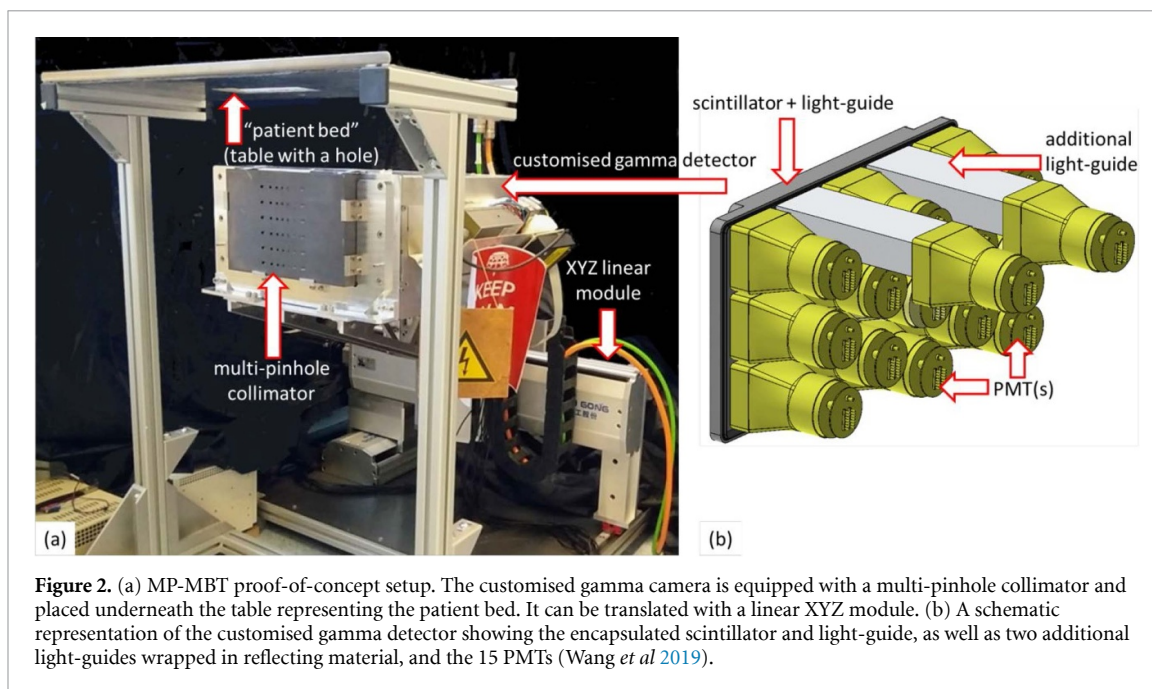 "patient bed"
(table with a hole)
customised gamma detector
XYZ linear
module
KEEP
multi-pinhole
collimator
GONG
(a)
scintillator + light-guide
additional
light-guide
PMT(s)
(b)
Figure 2. (a) MP-MBT proof-of-concept setup. The customised gamma camera is equipped with a multi-pinhole collimator and
placed underneath the table representing the patient bed. It can be translated with a linear XYZ module. (b) A schematic
representation of the customised gamma detector showing the encapsulated scintillator and light-guide, as well as two additional
light-guides wrapped in reflecting material, and the 15 PMTs (Wang et al 2019).